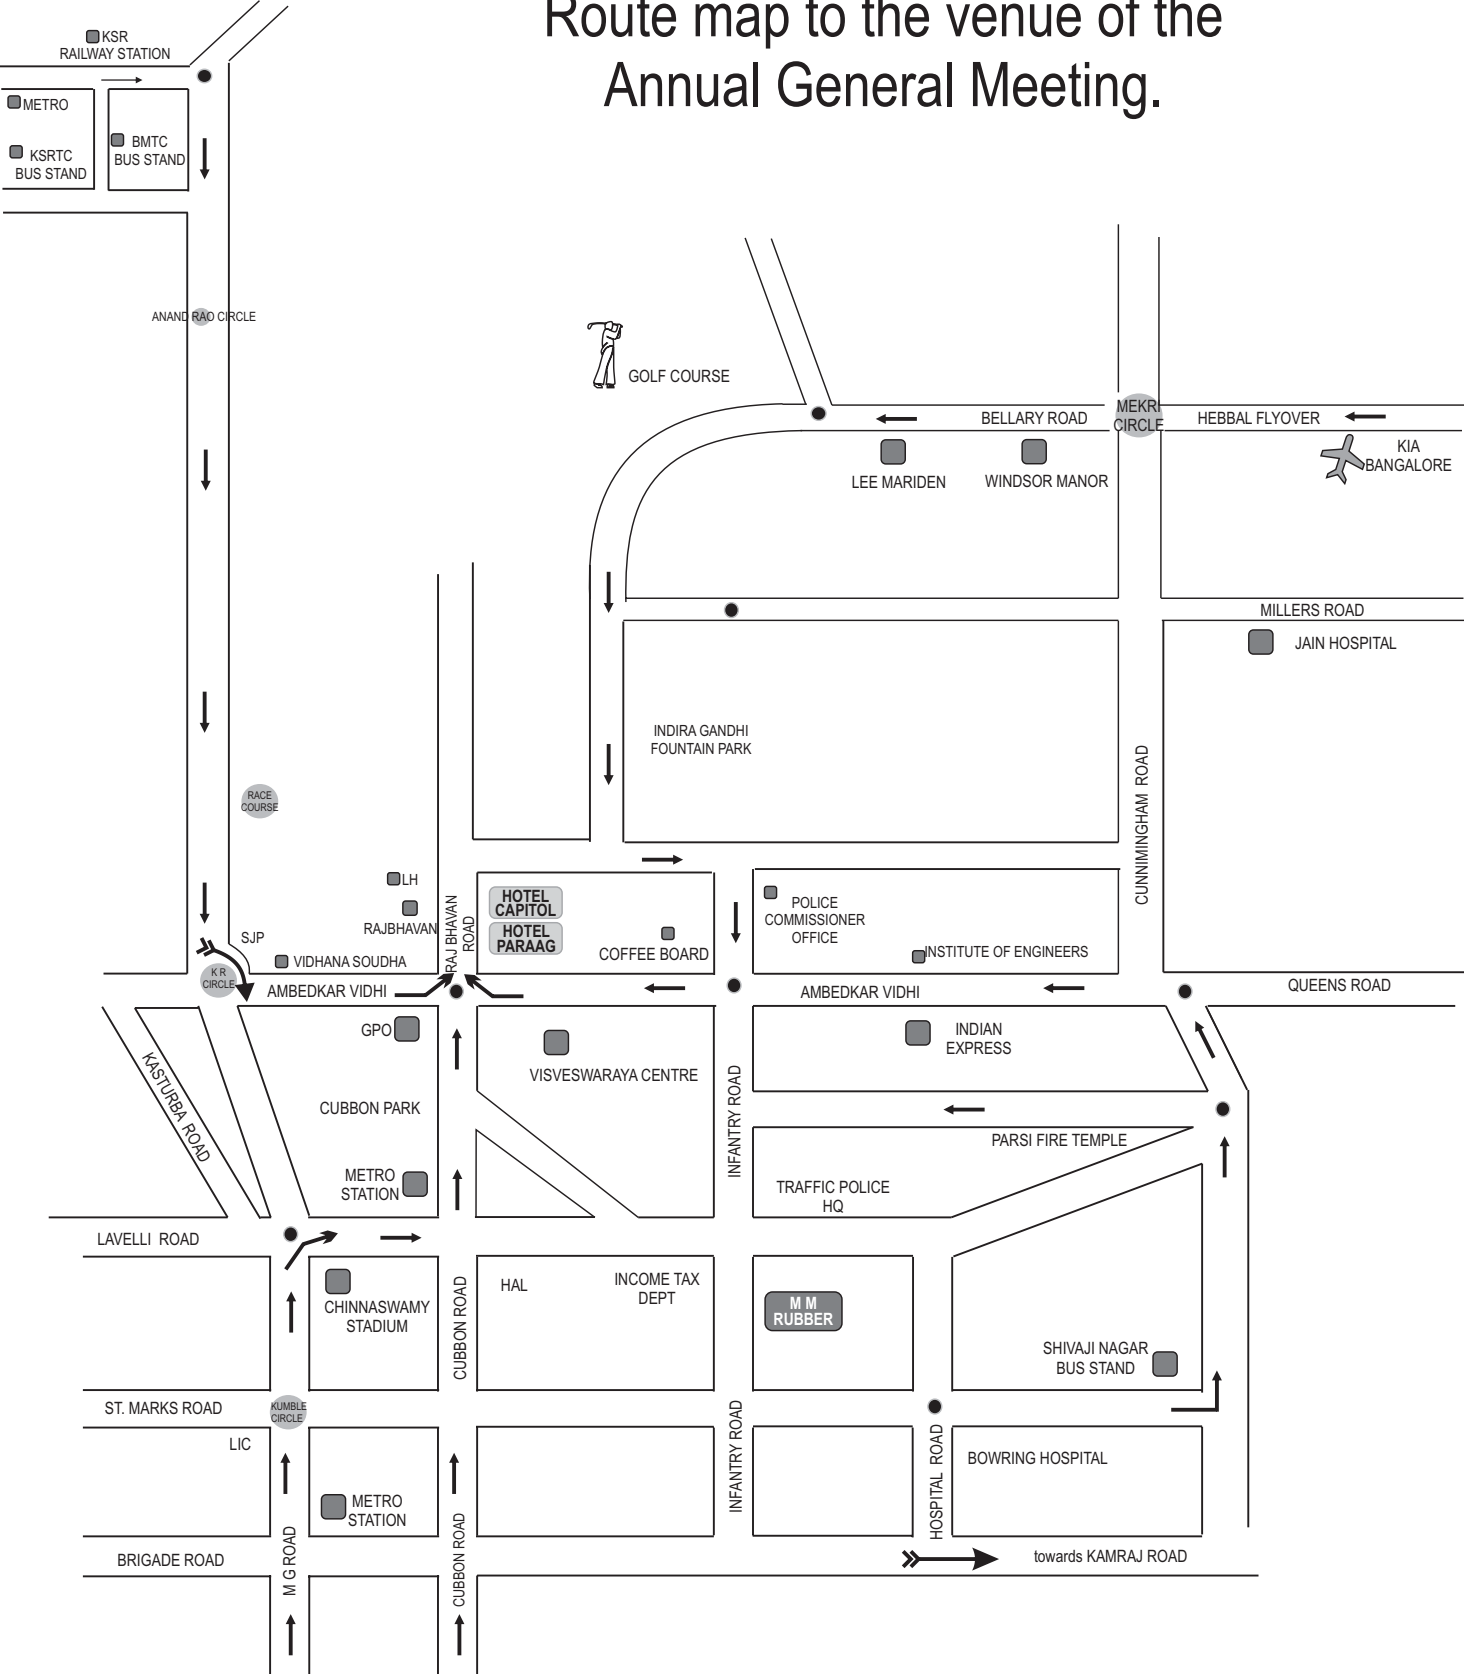 Route map to the venue of the
Annual General Meeting.
KSR
RAILWAY STATION
METRO
KSRTC
BUS STAND
BMTC
BUS STAND
ANAND RAO CIRCLE
GOLF COURSE
BELLARY ROAD
MEKRI
CIRCLE
HEBBAL FLYOVER
KIA
BANGALORE
LEE MARIDEN
WINDSOR MANOR
MILLERS ROAD
JAIN HOSPITAL
INDIRA GANDHI
FOUNTAIN PARK
CUNNIMINGHAM ROAD
RACE
COURSE
LH
RAJBHAVAN
RAJ BHAVAN
ROAD
HOTEL
CAPITOL
HOTEL
PARAAG
COFFEE BOARD
POLICE
COMMISSIONER
OFFICE
INSTITUTE OF ENGINEERS
SJP
VIDHANA SOUDHA
K R
CIRCLE
AMBEDKAR VIDHI
AMBEDKAR VIDHI
QUEENS ROAD
GPO
VISVESWARAYA CENTRE
INDIAN
EXPRESS
KASTURBA ROAD
CUBBON PARK
INFANTRY ROAD
PARSI FIRE TEMPLE
METRO
STATION
TRAFFIC POLICE
HQ
LAVELLI ROAD
CHINNASWAMY
STADIUM
CUBBON ROAD
HAL
INCOME TAX
DEPT
M M
RUBBER
SHIVAJI NAGAR
BUS STAND
ST. MARKS ROAD
KUMBLE
CIRCLE
LIC
INFANTRY ROAD
HOSPITAL ROAD
BOWRING HOSPITAL
METRO
STATION
BRIGADE ROAD
M G ROAD
CUBBON ROAD
towards KAMRAJ ROAD